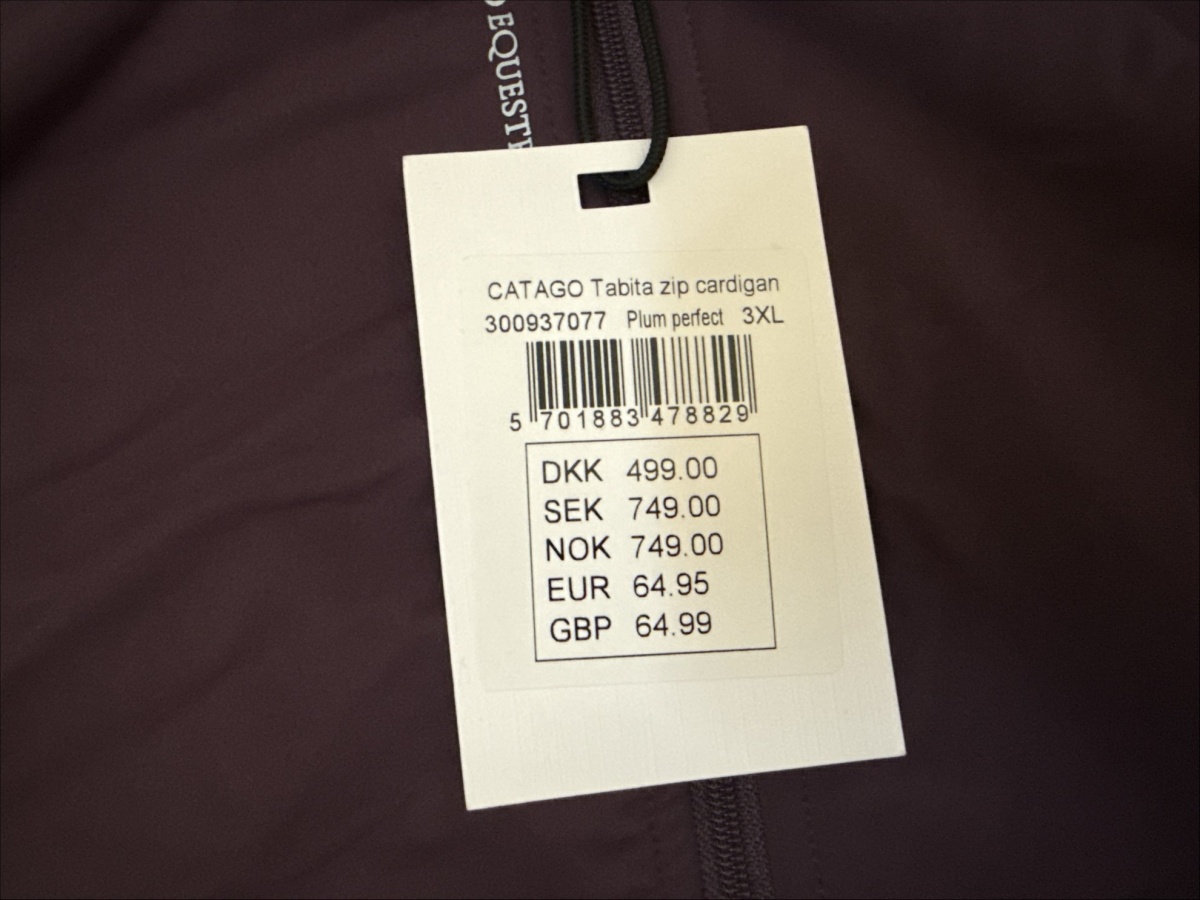 EQUEST
CATAGO Tabita zip cardigan
300937077 Plum perfect 3XL
5 701883 478829
DKK 499.00
SEK 749.00
NOK 749.00
EUR 64.95
GBP 64.99